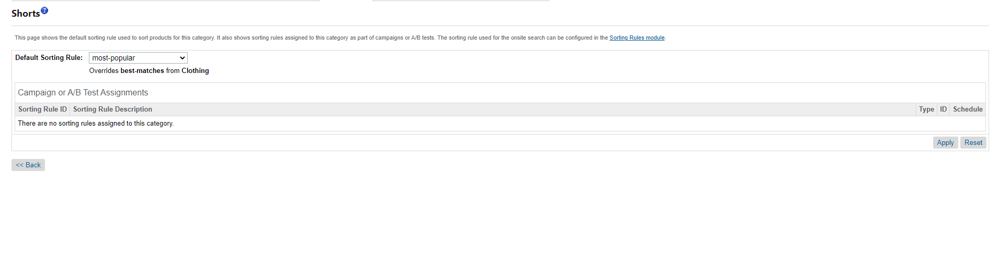 Shorts
This page shows the default sorting rule used to sort products for this category. It also shows sorting rules assigned to this category as part of campaigns or A/B tests. The sorting rule used for the onsite search can be configured in the Sorting Rules module.
Default Sorting Rule: most-popular
Overrides best-matches from Clothing
Campaign or A/B Test Assignments
Sorting Rule ID Sorting Rule Description Type ID Schedule
There are no sorting rules assigned to this category.
Apply Reset
<< Back